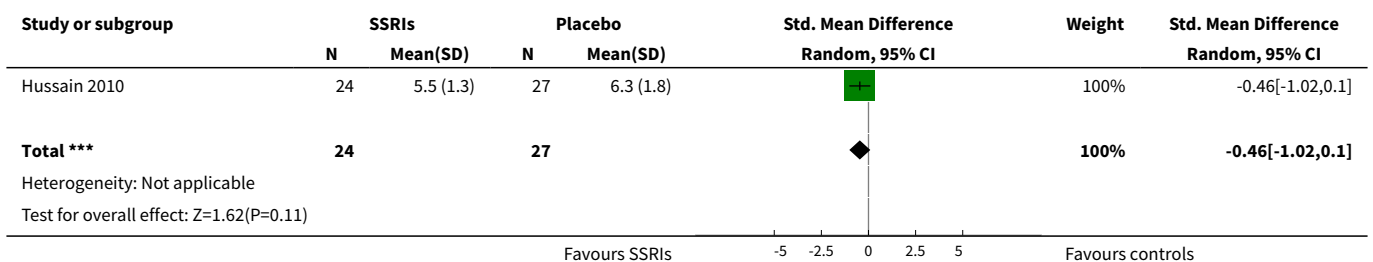 Study or subgroup SSRIs Placebo Std. Mean Difference Weight Std. Mean Difference
N Mean(SD) N Mean(SD) Random, 95% CI Random, 95% CI
Hussain 2010 24 5.5 (1.3) 27 6.3 (1.8) 100% -0.46[-1.02,0.1]
Total *** 24 27 100% -0.46[-1.02,0.1]
Heterogeneity: Not applicable
Test for overall effect: Z=1.62(P=0.11)
Favours SSRIs -5 -2.5 0 2.5 5 Favours controls